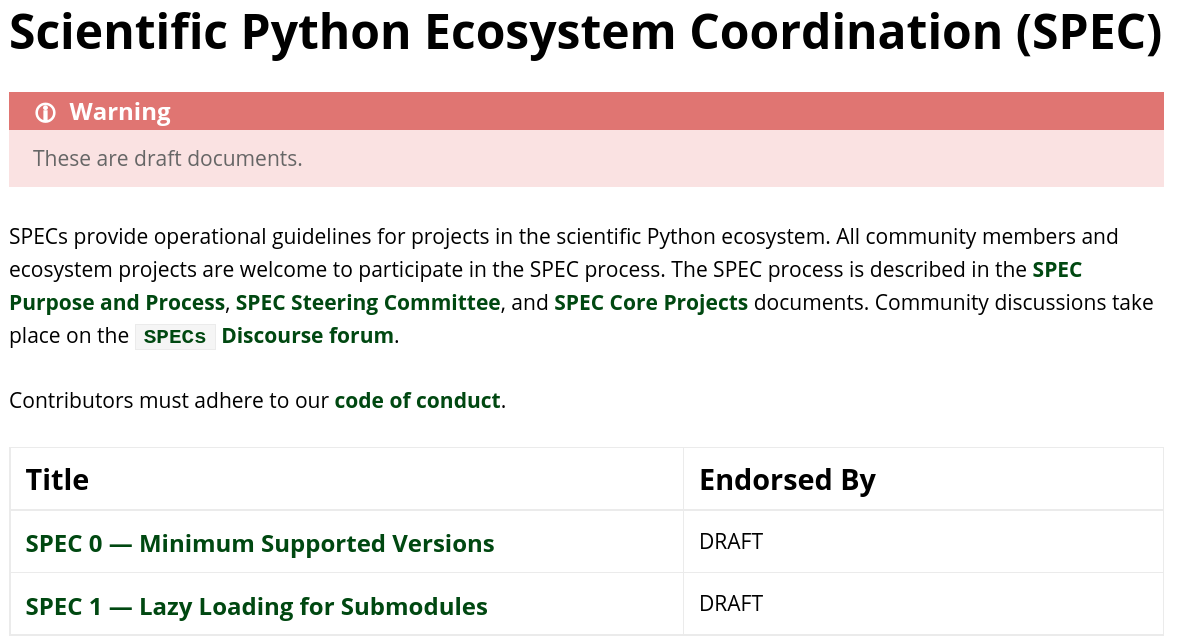 Scientific Python Ecosystem Coordination (SPEC)
Warning
These are draft documents.
SPECs provide operational guidelines for projects in the scientific Python ecosystem. All community members and
ecosystem projects are welcome to participate in the SPEC process. The SPEC process is described in the SPEC
Purpose and Process, SPEC Steering Committee, and SPEC Core Projects documents. Community discussions take
place on the SPECs Discourse forum.
Contributors must adhere to our code of conduct.
Title Endorsed By
SPEC 0 — Minimum Supported Versions DRAFT
SPEC 1 — Lazy Loading for Submodules DRAFT